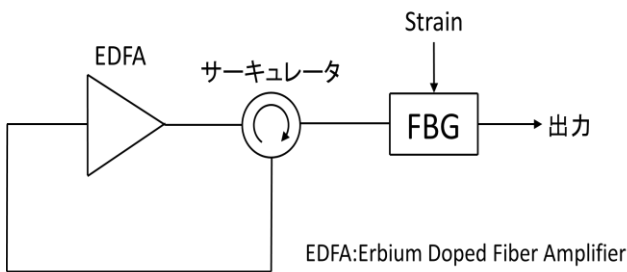 Strain
EDFA
サーキュレータ
FBG
出力
EDFA:Erbium Doped Fiber Amplifier